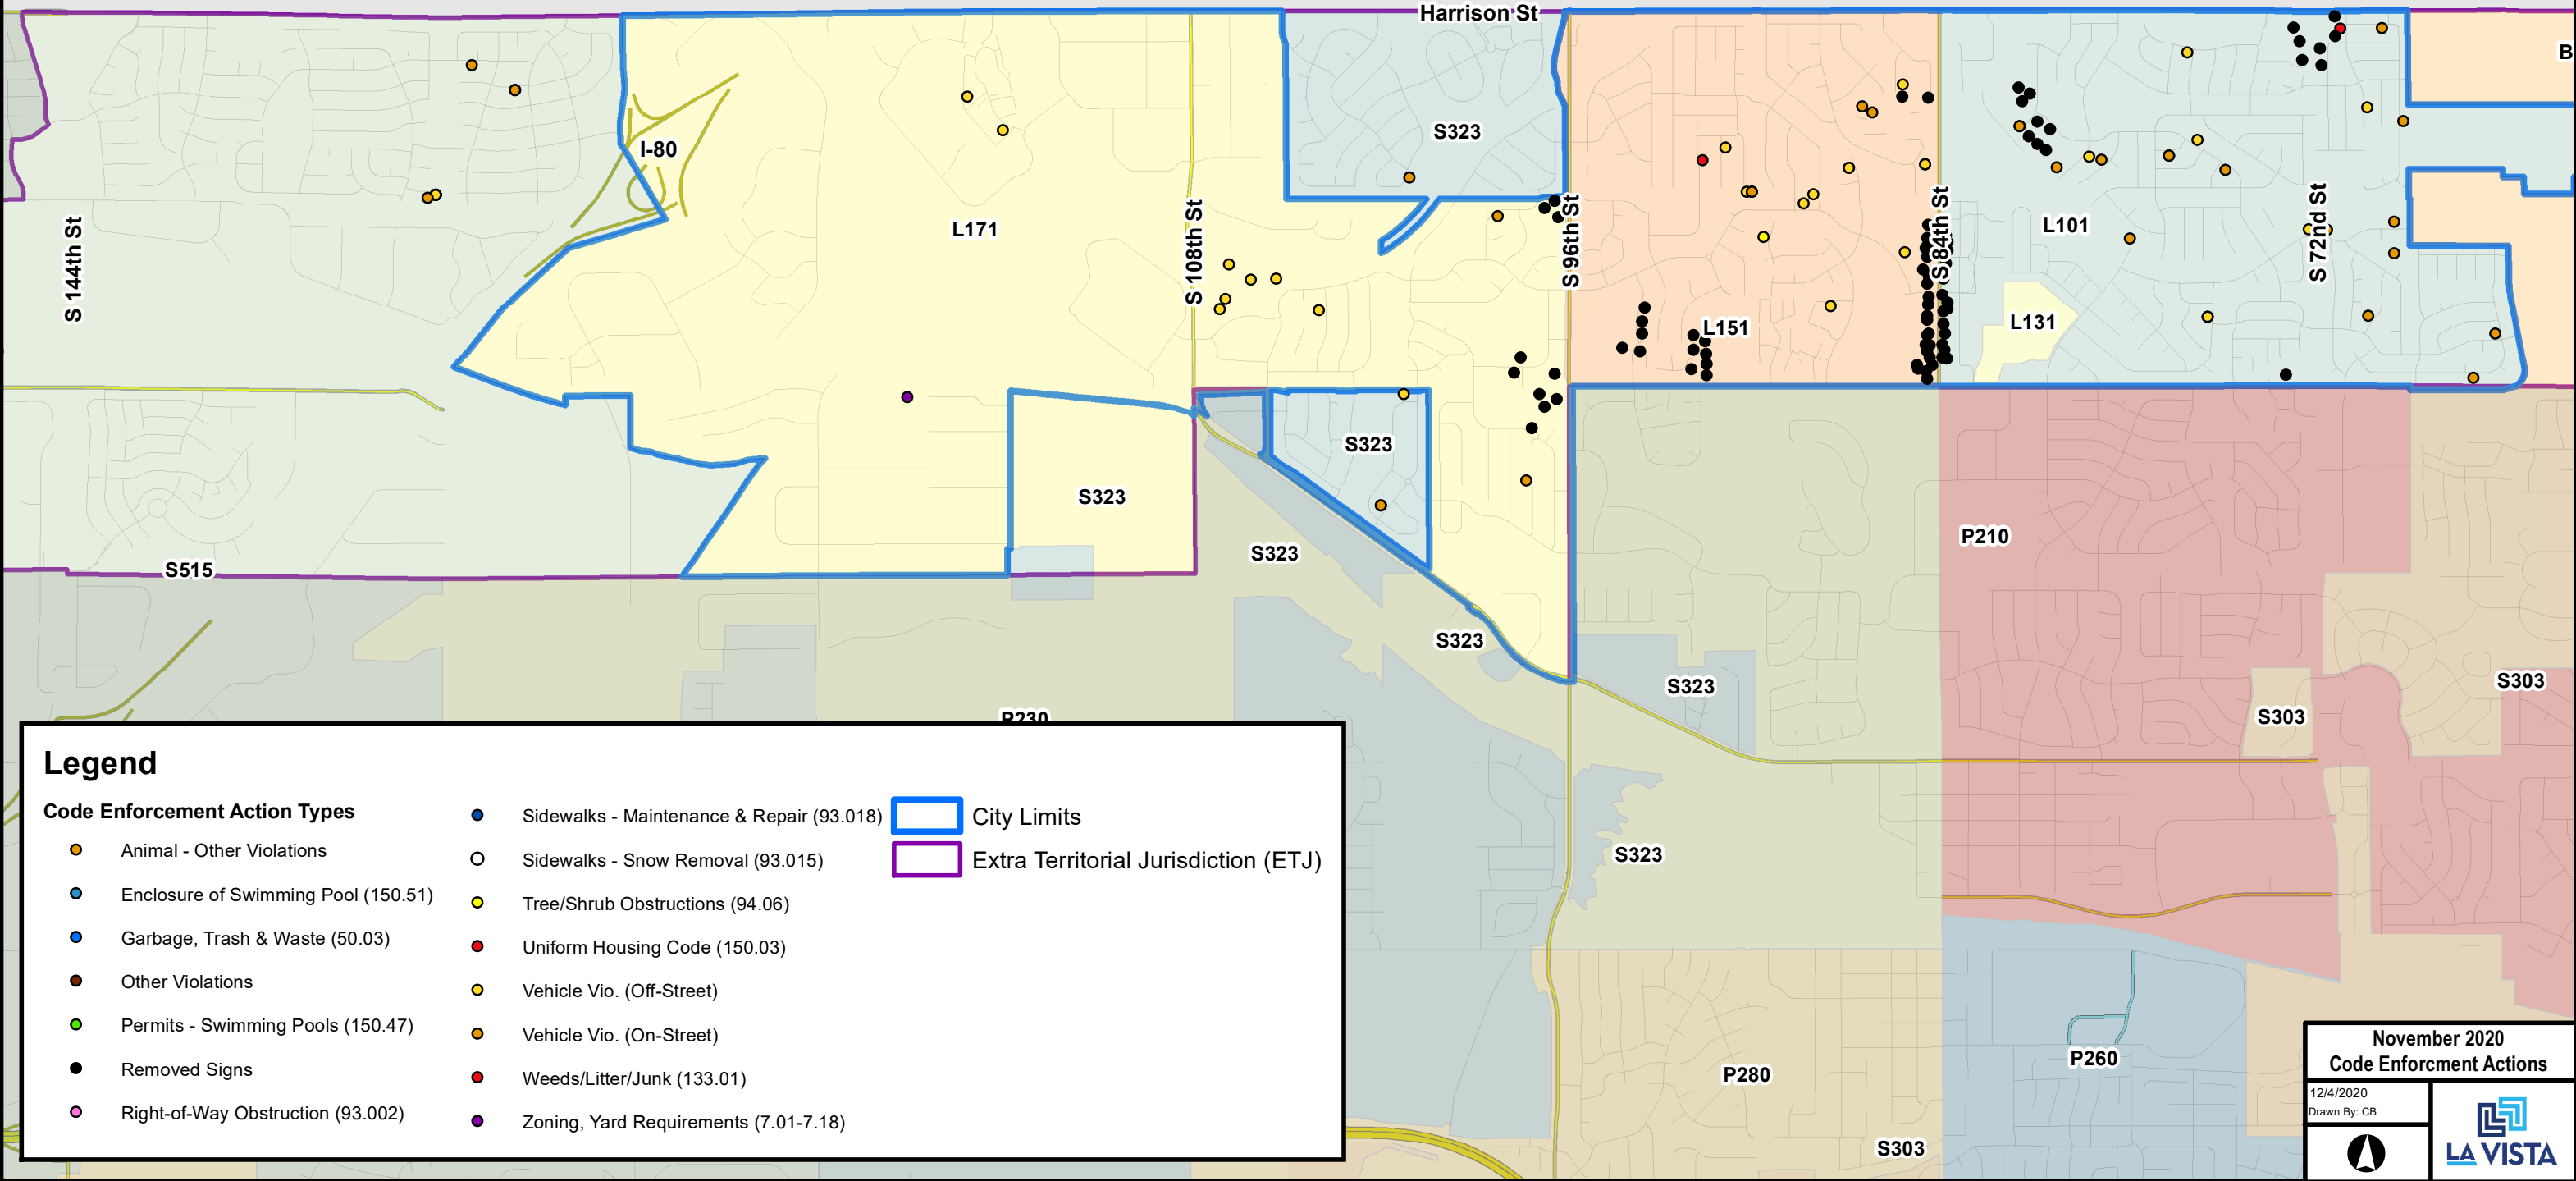 Harrison St
B
S323
I-80
L171
S 144th St
S 108th St
S 96th St
S 84th St
S 72nd St
L101
L151
L131
S323
S323
S515
S323
S323
P210
S323
S303
S303
P230
S323
P280
P260
S303
Legend
Code Enforcement Action Types
Animal - Other Violations
Enclosure of Swimming Pool (150.51)
Garbage, Trash & Waste (50.03)
Other Violations
Permits - Swimming Pools (150.47)
Removed Signs
Right-of-Way Obstruction (93.002)
Sidewalks - Maintenance & Repair (93.018)
Sidewalks - Snow Removal (93.015)
Tree/Shrub Obstructions (94.06)
Uniform Housing Code (150.03)
Vehicle Vio. (Off-Street)
Vehicle Vio. (On-Street)
Weeds/Litter/Junk (133.01)
Zoning, Yard Requirements (7.01-7.18)
City Limits
Extra Territorial Jurisdiction (ETJ)
November 2020
Code Enforcment Actions
12/4/2020
Drawn By: CB
LA VISTA